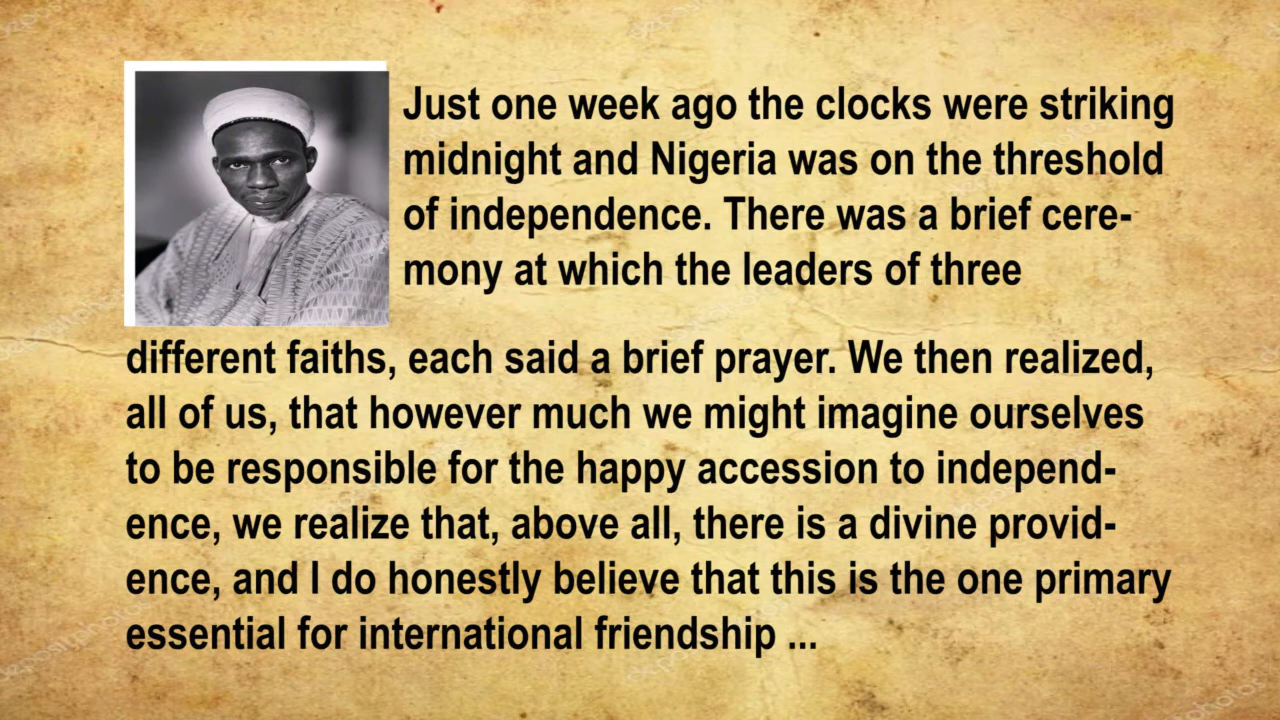 Just one week ago the clocks were striking
midnight and Nigeria was on the threshold
of independence. There was a brief cere-
mony at which the leaders of three
different faiths, each said a brief prayer. We then realized,
all of us, that however much we might imagine ourselves
to be responsible for the happy accession to independ-
ence, we realize that, above all, there is a divine provid-
ence, and I do honestly believe that this is the one primary
essential for international friendship ...